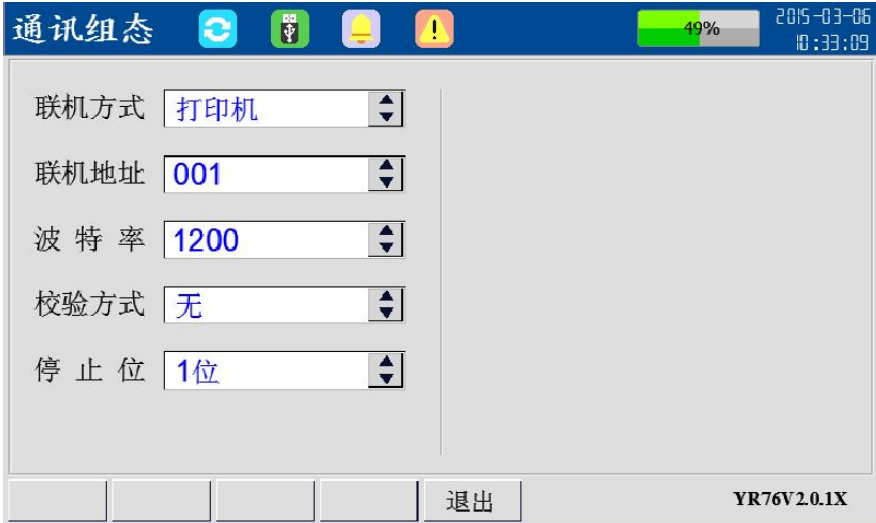 通讯组态
49%
2015-03-06
10:33:09
联机方式 打印机
联机地址 001
波特率 1200
校验方式 无
停止位 1位
退出
YR76V2.0.1X